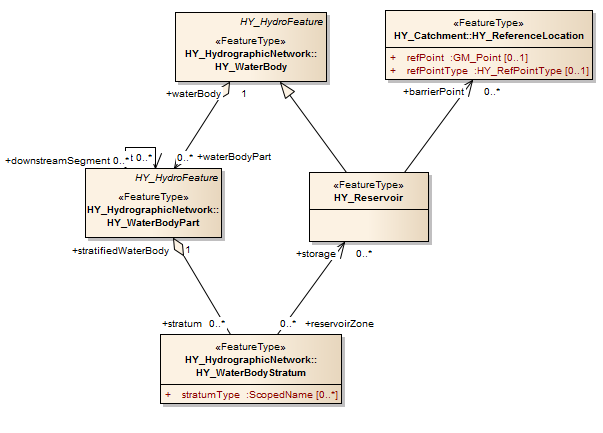 HY_HydroFeature
«FeatureType»
HY_HydrographicNetwork::
HY_WaterBody
«FeatureType»
HY_Catchment::HY_ReferenceLocation
+ refPoint :GM_Point [0..1]
+ refPointType :HY_RefPointType [0..1]
+waterBody 1
+barrierPoint 0..*
+downstreamSegment 0..*
0..*
0..* +waterBodyPart
HY_HydroFeature
«FeatureType»
HY_HydrographicNetwork::
HY_WaterBodyPart
«FeatureType»
HY_Reservoir
+stratifiedWaterBody 1
+storage 0..*
+stratum 0..*
0..* +reservoirZone
«FeatureType»
HY_HydrographicNetwork::
HY_WaterBodyStratum
+ stratumType :ScopedName [0..*]